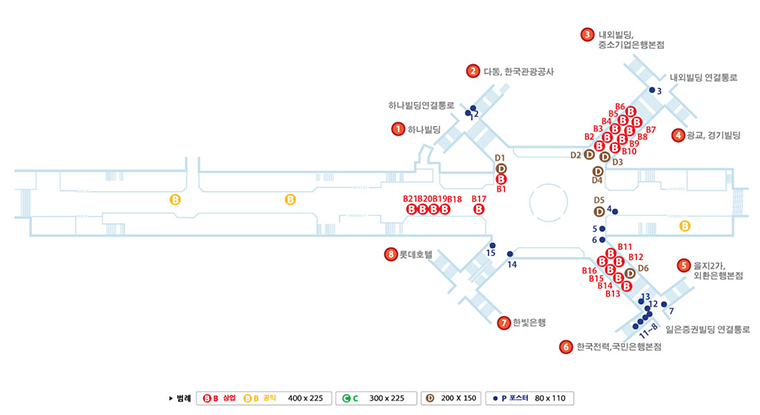 3 내외빌딩,
중소기업은행본점
2 다동, 한국관광공사
내외빌딩 연결통로
3
하나빌딩연결통로
1 2
1 하나빌딩
4 광교, 경기빌딩
B6
B5
B4
B3
B2
B7
B8
B9
B10
D1
D2
D3
D4
B1
B21 B20 B19 B18 B17
D5
4
5
6
8 롯데호텔
15
14
B11
B12
B16
B15
B14
B13
D6
5 을지2가,
외환은행본점
13
12
7
11~8
일은증권빌딩 연결통로
7 한빛은행
6 한국전력,국민은행본점
▶ 범례 B B 상업 B B 공익 400 x 225 C C 300 x 225 D 200 X 150 P 포스터 80 x 110